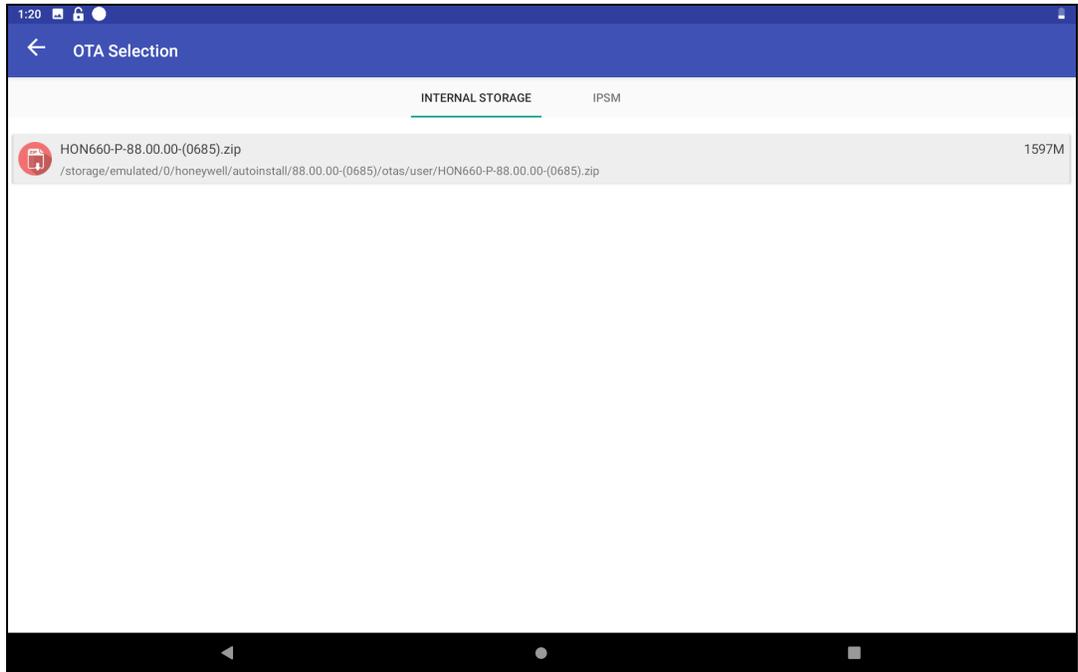 1:20
OTA Selection
INTERNAL STORAGE IPSM
HON660-P-88.00.00-(0685).zip 1597M
/storage/emulated/0/honeywell/autoinstall/88.00.00-(0685)/otas/user/HON660-P-88.00.00-(0685).zip